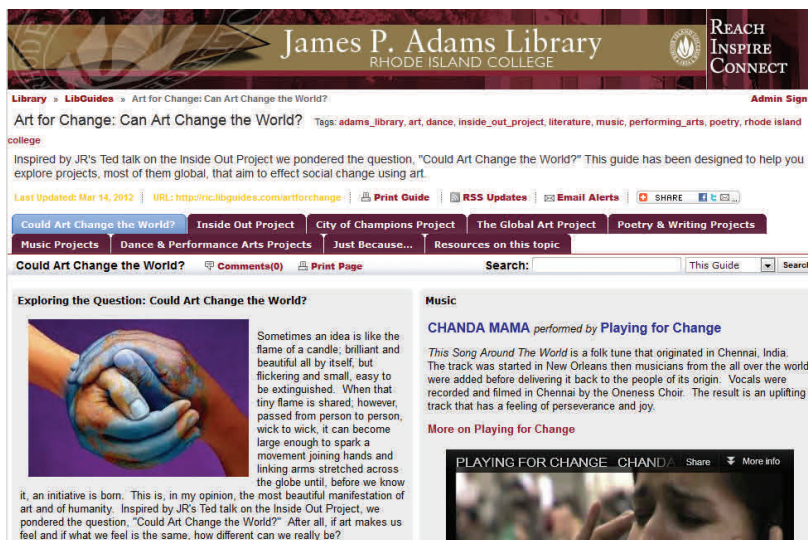 James P. Adams Library
RHODE ISLAND COLLEGE
REACH
INSPIRE
CONNECT
Library » LibGuides » Art for Change: Can Art Change the World?
Admin Sign
Art for Change: Can Art Change the World? Tags: adams_library, art, dance, inside_out_project, literature, music, performing_arts, poetry, rhode island
college
Inspired by JR's Ted talk on the Inside Out Project we pondered the question, "Could Art Change the World?" This guide has been designed to help you
explore projects, most of them global, that aim to effect social change using art.
Last Updated: Mar 14, 2012 URL: http://ric.libguides.com/artforchange Print Guide RSS Updates Email Alerts SHARE
Could Art Change the World? Inside Out Project City of Champions Project The Global Art Project Poetry & Writing Projects
Music Projects Dance & Performance Arts Projects Just Because... Resources on this topic
Could Art Change the World? Comments(0) Print Page Search: This Guide Search
Exploring the Question: Could Art Change the World?
Sometimes an idea is like the
flame of a candle; brilliant and
beautiful all by itself, but
flickering and small, easy to
be extinguished. When that
tiny flame is shared; however,
passed from person to person,
wick to wick, it can become
large enough to spark a
movement joining hands and
linking arms stretched across
the globe until, before we know
it, an initiative is born. This is, in my opinion, the most beautiful manifestation of
art and of humanity. Inspired by JR's Ted talk on the Inside Out Project, we
pondered the question, "Could Art Change the World?" After all, if art makes us
feel and if what we feel is the same, how different can we really be?
Music
CHANDA MAMA performed by Playing for Change
This Song Around The World is a folk tune that originated in Chennai, India.
The track was started in New Orleans then musicians from the all over the world
were added before delivering it back to the people of its origin. Vocals were
recorded and filmed in Chennai by the Oneness Choir. The result is an uplifting
track that has a feeling of perseverance and joy.
More on Playing for Change
PLAYING FOR CHANGE CHANDA Share More info